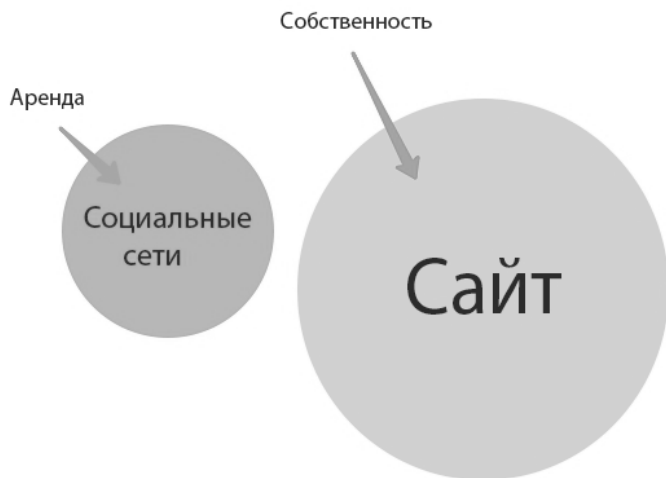 Собственность
Аренда
Социальные
сети
Сайт